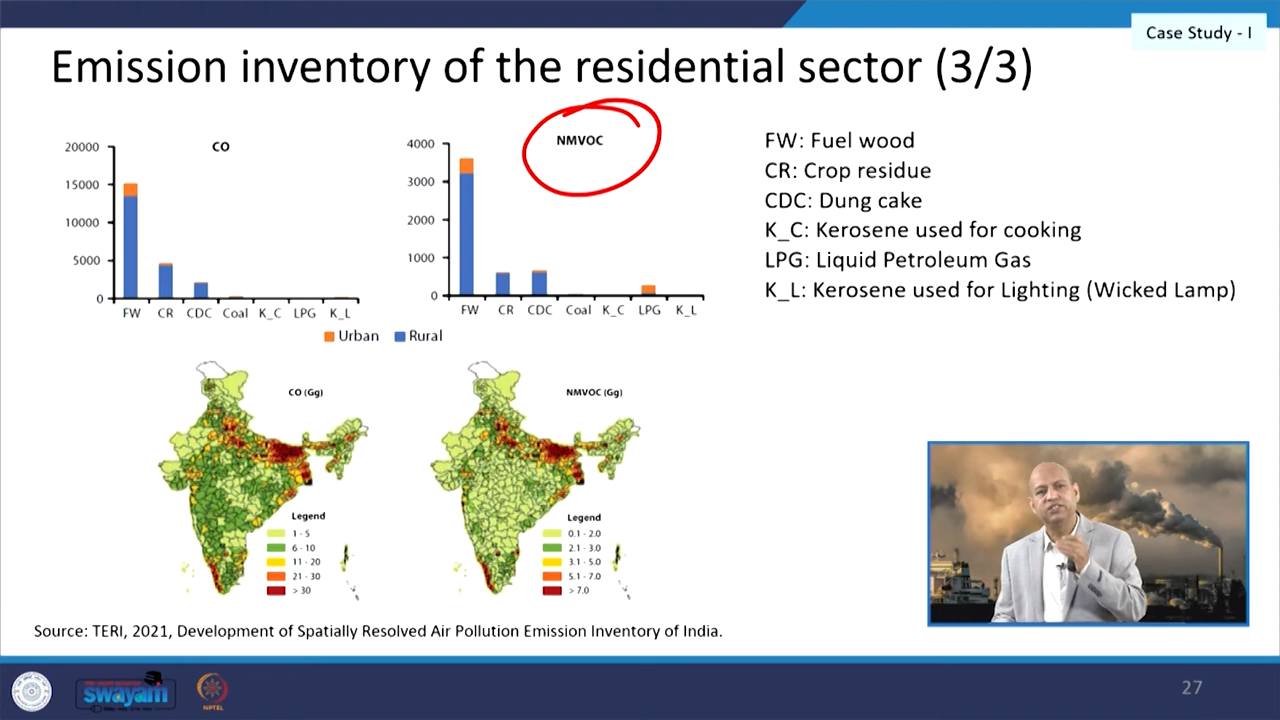 Case Study - I
Emission inventory of the residential sector (3/3)
CO
20000
15000
10000
5000
0
FW CR CDC Coal K_C LPG K_L
NMVOC
4000
3000
2000
1000
0
FW CR CDC Coal K_C LPG K_L
Urban Rural
FW: Fuel wood
CR: Crop residue
CDC: Dung cake
K_C: Kerosene used for cooking
LPG: Liquid Petroleum Gas
K_L: Kerosene used for Lighting (Wicked Lamp)
CO (Gg)
Legend
1 - 5
6 - 10
11 - 20
21 - 30
> 30
NMVOC (Gg)
Legend
0.1 - 2.0
2.1 - 3.0
3.1 - 5.0
5.1 - 7.0
> 7.0
Source: TERI, 2021, Development of Spatially Resolved Air Pollution Emission Inventory of India.
swayam
NPTEL
27